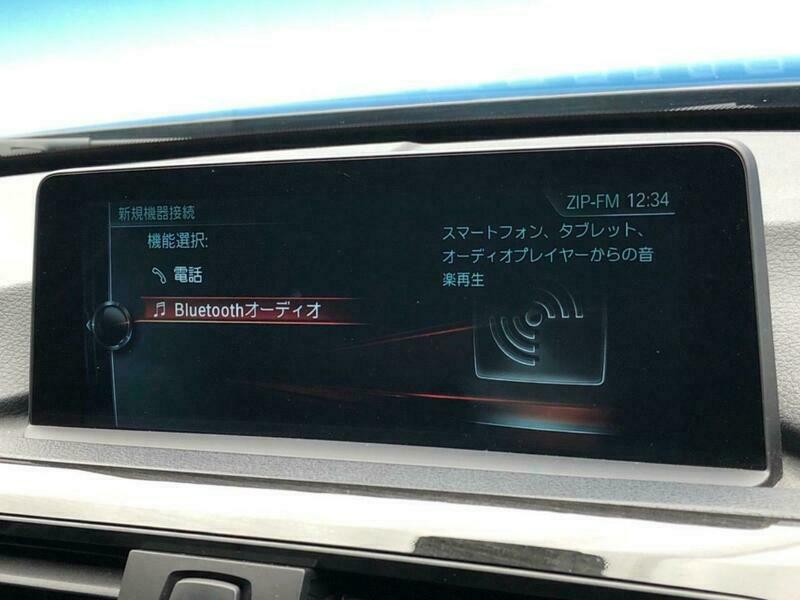 ZIP-FM 12:34
新規機器接続
機能選択:
電話
Bluetoothオーディオ
スマートフォン、タブレット、
オーディオプレイヤーからの音
楽再生